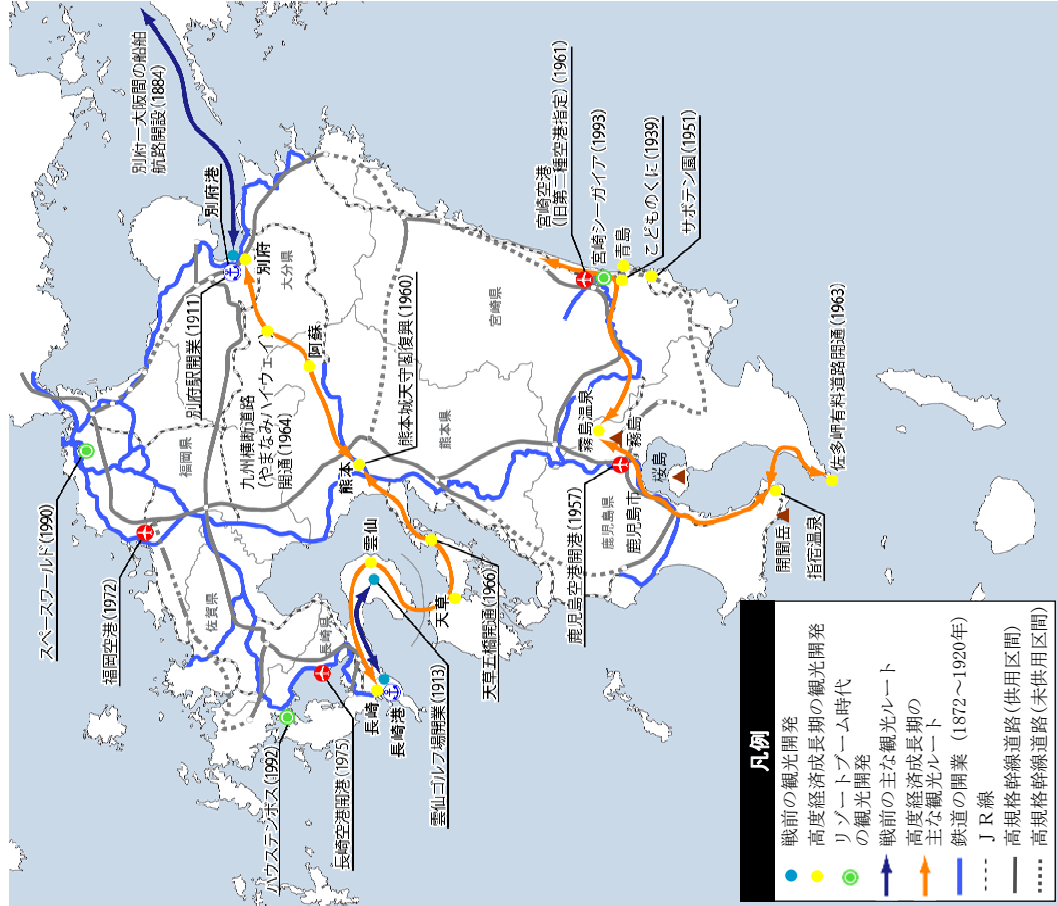 別府ー大阪間の船舶
航路開設(1884)
別府港
別府
大分県
別府駅開業(1911)
スペースワールド(1990)
福岡県
九州横断道路
(やまなみハイウェイ)
開通(1964)
阿蘇
熊本城天守閣復興(1960)
熊本県
熊本
福岡空港(1972)
佐賀県
長崎県
雲仙
天草
天草五橋開通(1966)
ハウステンボス(1992)
長崎空港開港(1975)
長崎
長崎港
雲仙ゴルフ場開業(1913)
宮崎空港
(旧第二種空港指定)(1961)
宮崎シーガイア(1993)
青島
こどものくに(1939)
サボテン園(1951)
宮崎県
霧島温泉
霧島
桜島
鹿児島空港開港(1957)
鹿児島県
鹿児島市
開聞岳
指宿温泉
佐多岬有料道路開通(1963)
凡例
戦前の観光開発
高度経済成長期の観光開発
リゾートブーム時代
の観光開発
戦前の主な観光ルート
高度経済成長期の
主な観光ルート
鉄道の開業 (1872~1920年)
JR線
高規格幹線道路(供用区間)
高規格幹線道路(未供用区間)